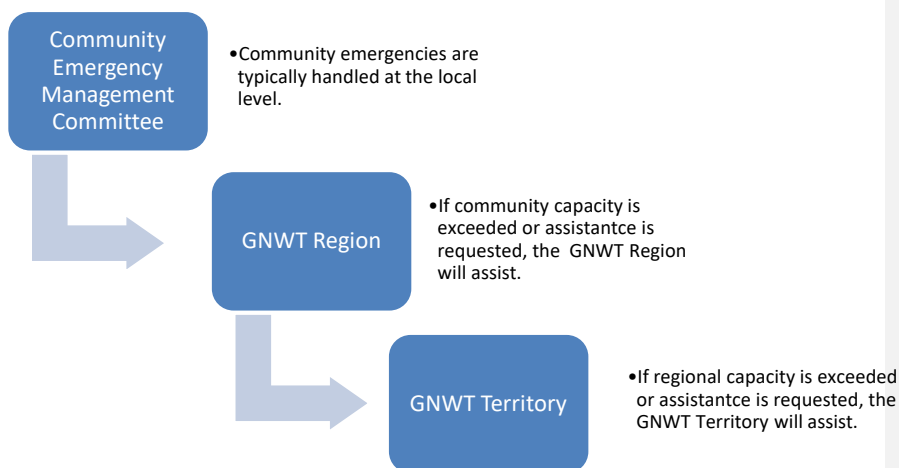 Community
Emergency
Management
Committee
•Community emergencies are
typically handled at the local
level.
GNWT Region
•If community capacity is
exceeded or assistantce is
requested, the  GNWT Region
will assist.
GNWT Territory
•If regional capacity is exceeded
or assistantce is requested, the
GNWT Territory will assist.